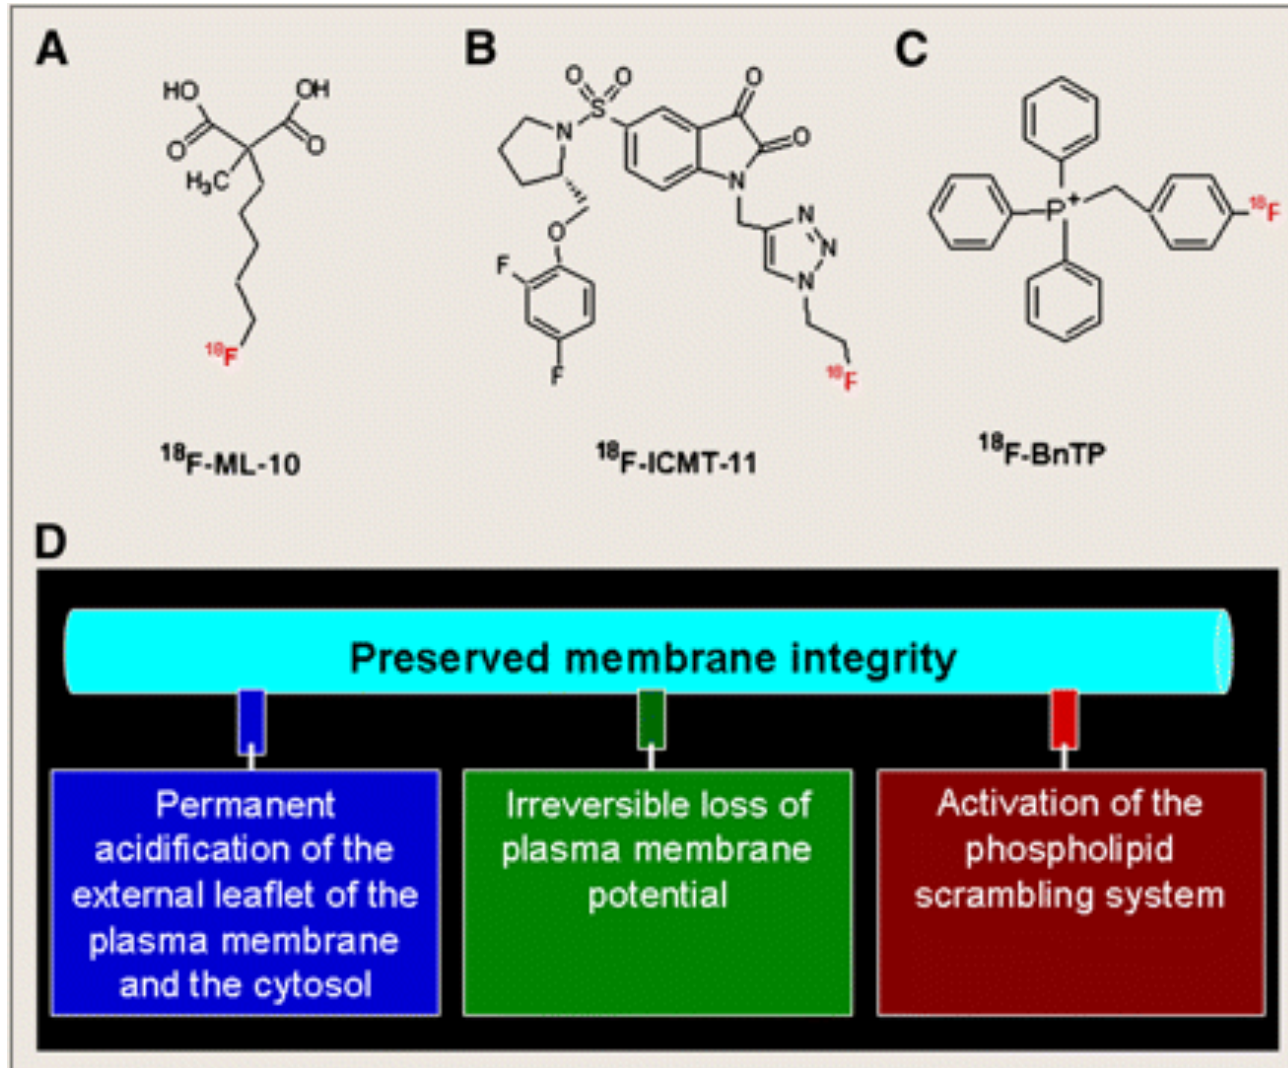 A
B
C
HO
OH
O
O
H₃C
¹⁸F
O
O
S
N
O
O
N
O
F
F
N
N
N
¹⁸F
P⁺
¹⁸F
¹⁸F-ML-10
¹⁸F-ICMT-11
¹⁸F-BnTP
D
Preserved membrane integrity
Permanent
acidification of the
external leaflet of the
plasma membrane
and the cytosol
Irreversible loss of
plasma membrane
potential
Activation of the
phospholipid
scrambling system